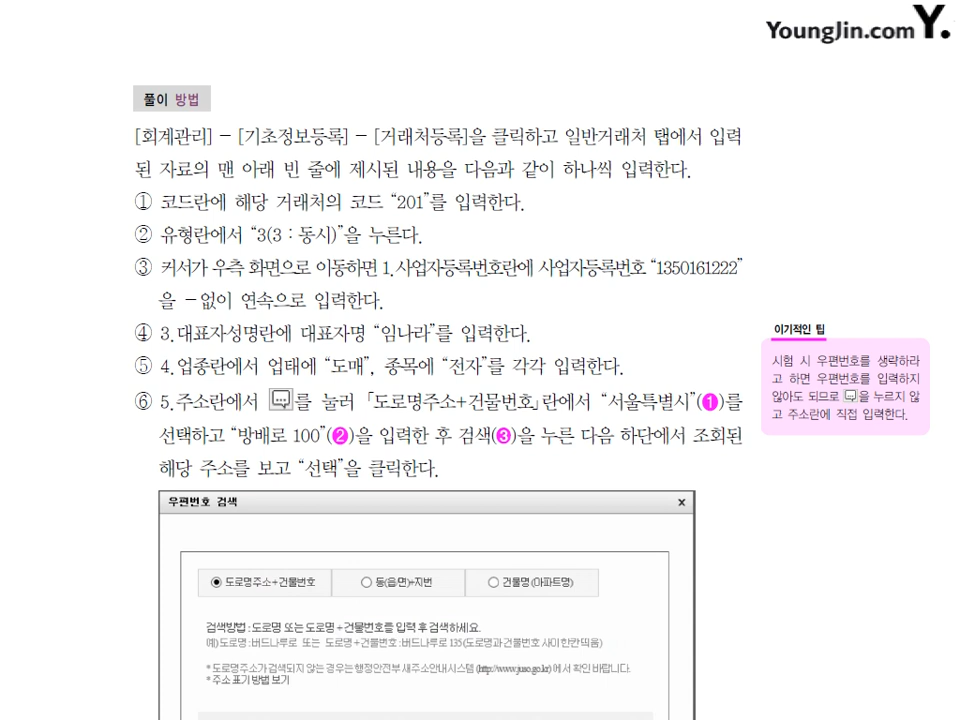 YoungJin.com Y.
풀이 방법
[회계관리] - [기초정보등록] - [거래처등록]을 클릭하고 일반거래처 탭에서 입력
된 자료의 맨 아래 빈 줄에 제시된 내용을 다음과 같이 하나씩 입력한다.
① 코드란에 해당 거래처의 코드 “201”를 입력한다.
② 유형란에서 “3(3 : 동시)”을 누른다.
③ 커서가 우측 화면으로 이동하면 1.사업자등록번호란에 사업자등록번호 “1350161222”
을 -없이 연속으로 입력한다.
④ 3.대표자성명란에 대표자명 “임나라”를 입력한다.
⑤ 4.업종란에서 업태에 “도매”, 종목에 “전자”를 각각 입력한다.
⑥ 5.주소란에서 를 눌러 「도로명주소+건물번호」란에서 “서울특별시”(❶)를
선택하고 “방배로 100”(❷)을 입력한 후 검색(❸)을 누른 다음 하단에서 조회된
해당 주소를 보고 “선택”을 클릭한다.
이기적인 팁
시험 시 우편번호를 생략하라
고 하면 우편번호를 입력하지
않아도 되므로 을 누르지 않
고 주소란에 직접 입력한다.
우편번호 검색 x
도로명주소+건물번호 동(읍/면)+지번 건물명(아파트명)
검색방법 : 도로명 또는 도로명+건물번호를 입력 후 검색하세요.
예) 도로명 : 버드나루로 또는 도로명+건물번호 : 버드나루로 135 (도로명과 건물번호 사이 한칸 띄움)
* 도로명주소가 검색되지 않는 경우는 행정안전부 새주소안내시스템 (http://www.juso.go.kr) 에서 확인 바랍니다.
* 주소 표기 방법 보기